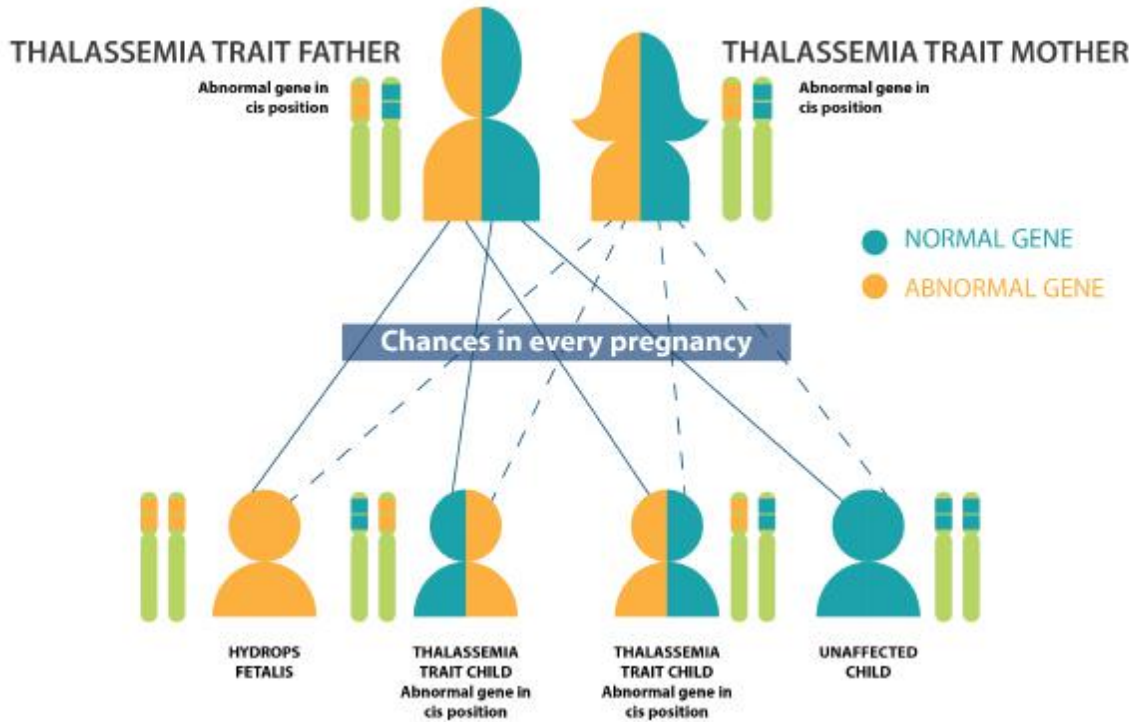 THALASSEMIA TRAIT FATHER
Abnormal gene in
cis position
THALASSEMIA TRAIT MOTHER
Abnormal gene in
cis position
NORMAL GENE
ABNORMAL GENE
Chances in every pregnancy
HYDROPS
FETALIS
THALASSEMIA
TRAIT CHILD
Abnormal gene in
cis position
THALASSEMIA
TRAIT CHILD
Abnormal gene in
cis position
UNAFFECTED
CHILD